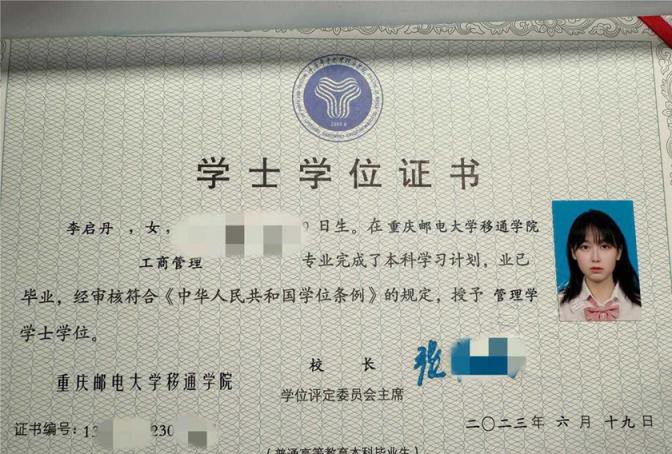 学士学位证书
李启丹 ，女， 日生。在重庆邮电大学移通学院
工商管理 专业完成了本科学习计划，业已
毕业，经审核符合《中华人民共和国学位条例》的规定，授予 管理学
学士学位。
校 长 张
重庆邮电大学移通学院
学位评定委员会主席
证书编号：13 230
二〇二三年 六 月 十九日
（普通高等教育本科毕业生）